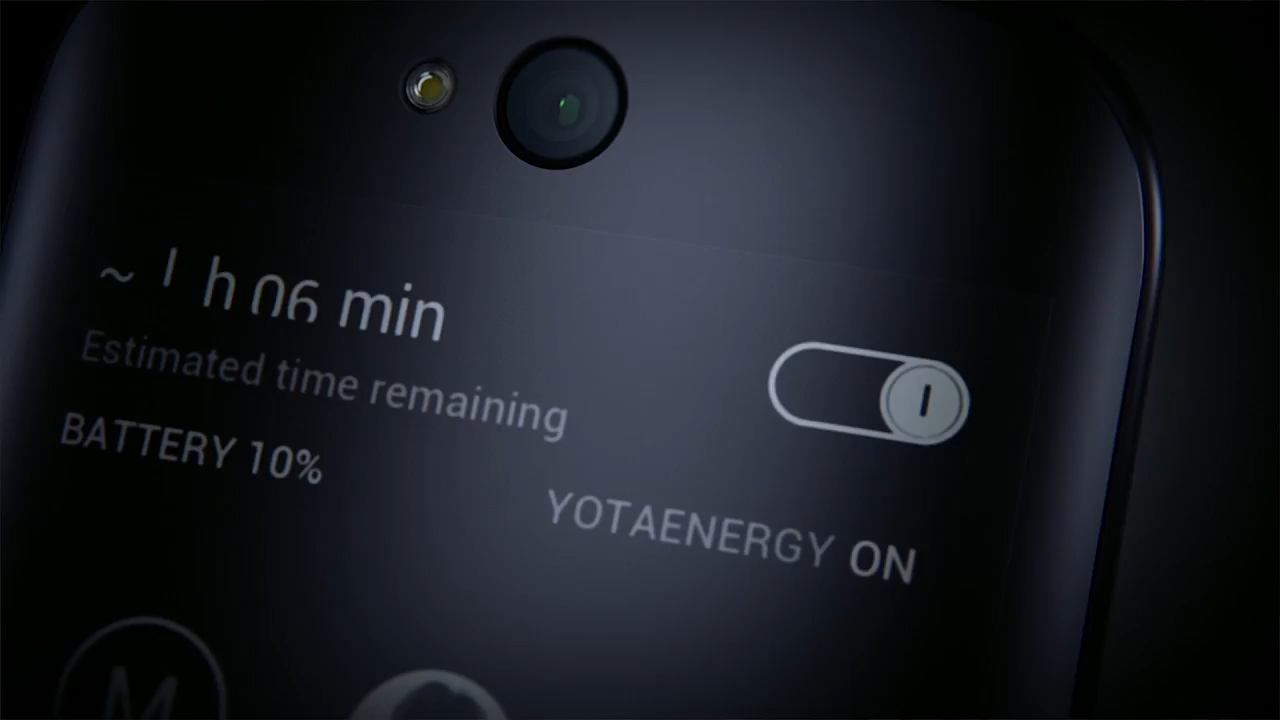 ~ 1 h 06 min
Estimated time remaining
BATTERY 10%
YOTAENERGY ON
M